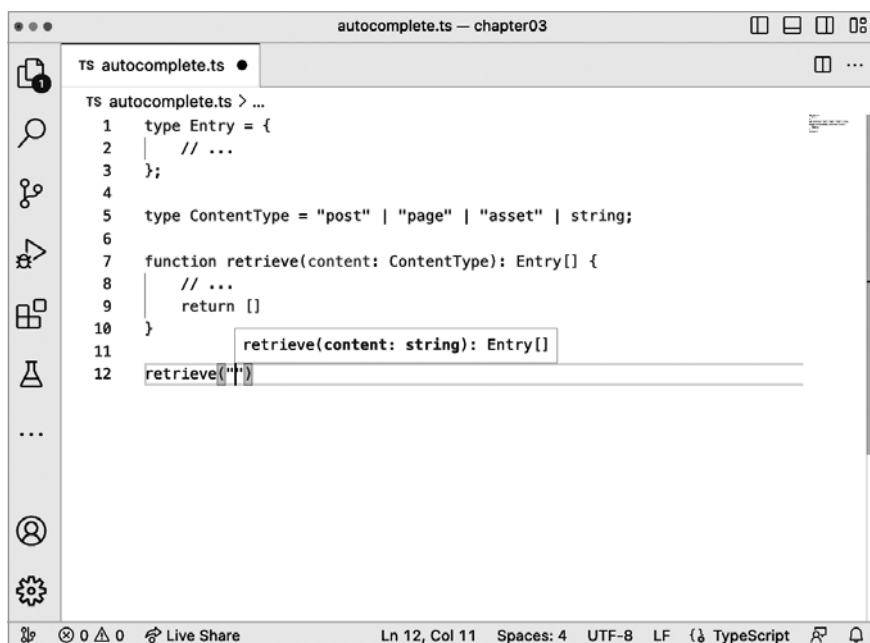 autocomplete.ts — chapter03
TS autocomplete.ts
1
TS autocomplete.ts > ...
1 type Entry = {
2 // ...
3 };
4
5 type ContentType = "post" | "page" | "asset" | string;
6
7 function retrieve(content: ContentType): Entry[] {
8 // ...
9 return []
10 }
11
retrieve(content: string): Entry[]
12 retrieve("")
0 0 Live Share Ln 12, Col 11 Spaces: 4 UTF-8 LF TypeScript